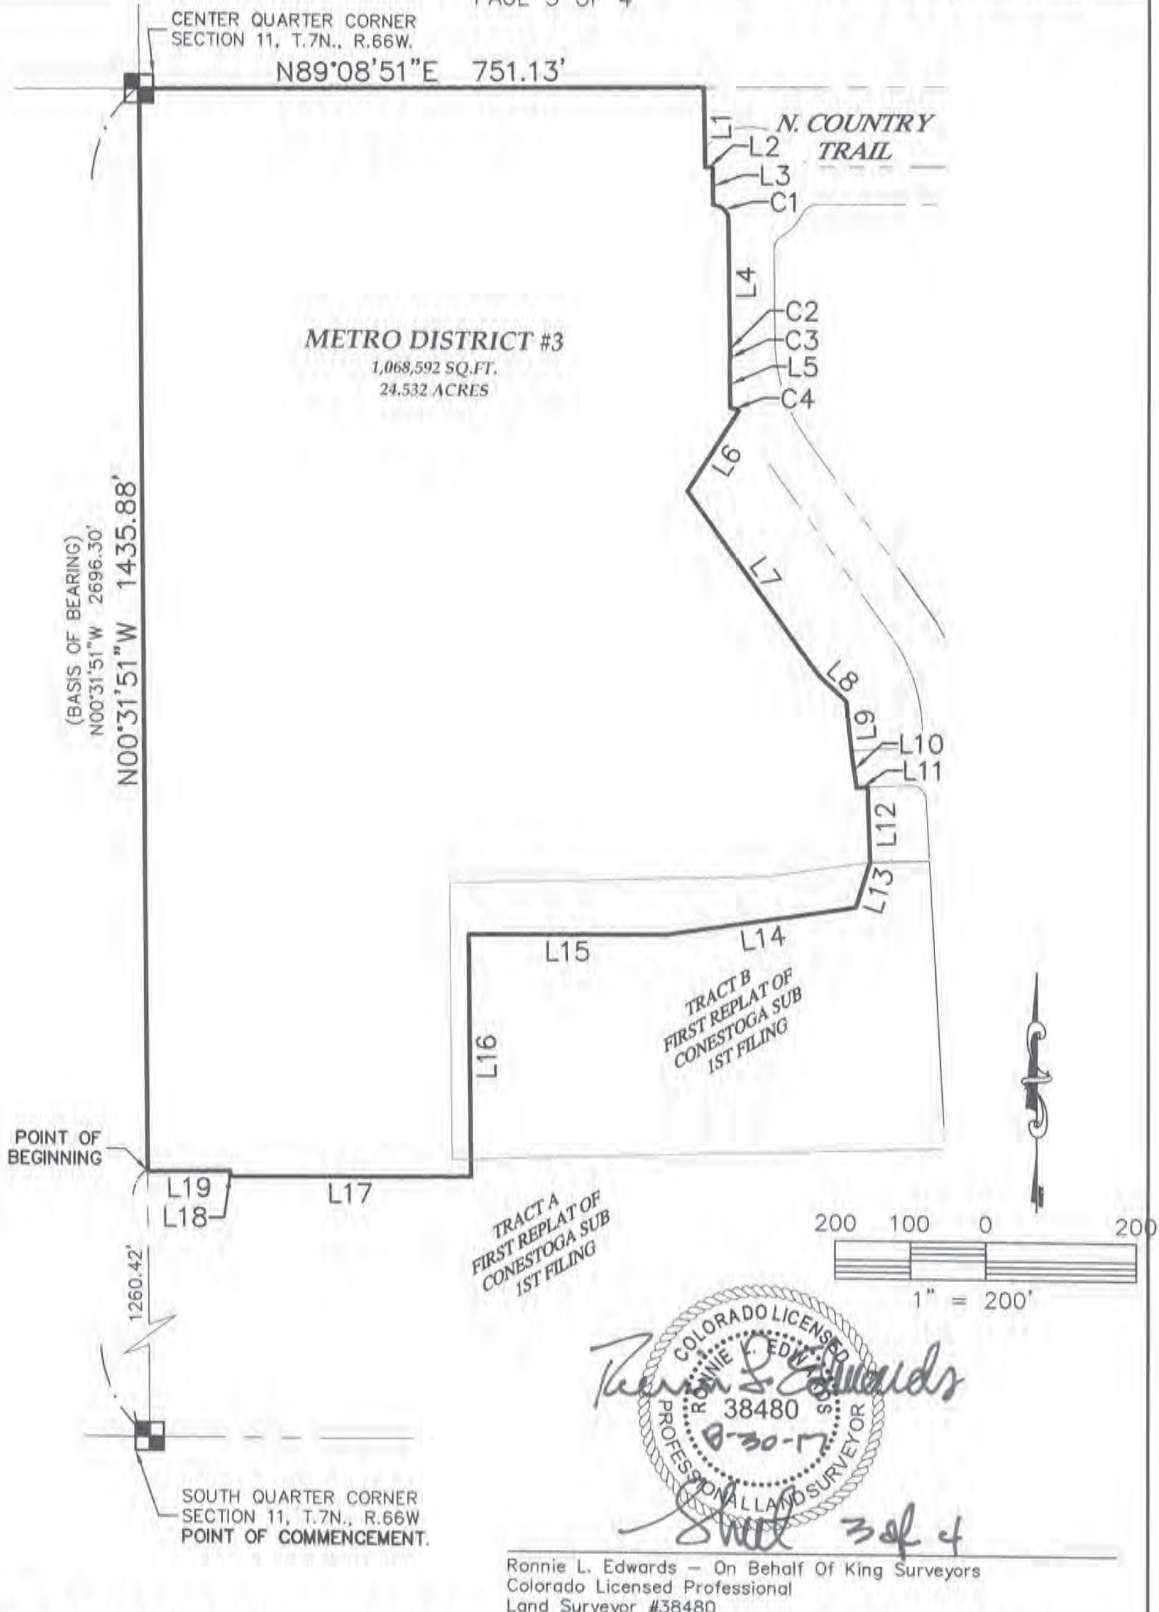 PAGE 3 OF 4
CENTER QUARTER CORNER
SECTION 11, T.7N., R.66W.
N89°08'51"E 751.13'
L1
N. COUNTRY
TRAIL
L2
L3
C1
L4
C2
C3
L5
C4
METRO DISTRICT #3
1,068,592 SQ.FT.
24.532 ACRES
L6
(BASIS OF BEARING)
N00°31'51"W 2696.30'
N00°31'51"W 1435.88'
L7
L8
L9
L10
L11
L12
L13
L14
L15
TRACT B
FIRST REPLAT OF
CONESTOGA SUB
1ST FILING
L16
POINT OF
BEGINNING
L19
L18
L17
TRACT A
FIRST REPLAT OF
CONESTOGA SUB
1ST FILING
200 100 0 200
1" = 200'
1260.42'
COLORADO LICENSED
RONNIE L. EDWARDS
38480
8-30-17
PROFESSIONAL LAND SURVEYOR
Sheet 3 of 4
SOUTH QUARTER CORNER
SECTION 11, T.7N., R.66W
POINT OF COMMENCEMENT.
Ronnie L. Edwards – On Behalf Of King Surveyors
Colorado Licensed Professional
Land Surveyor #38480